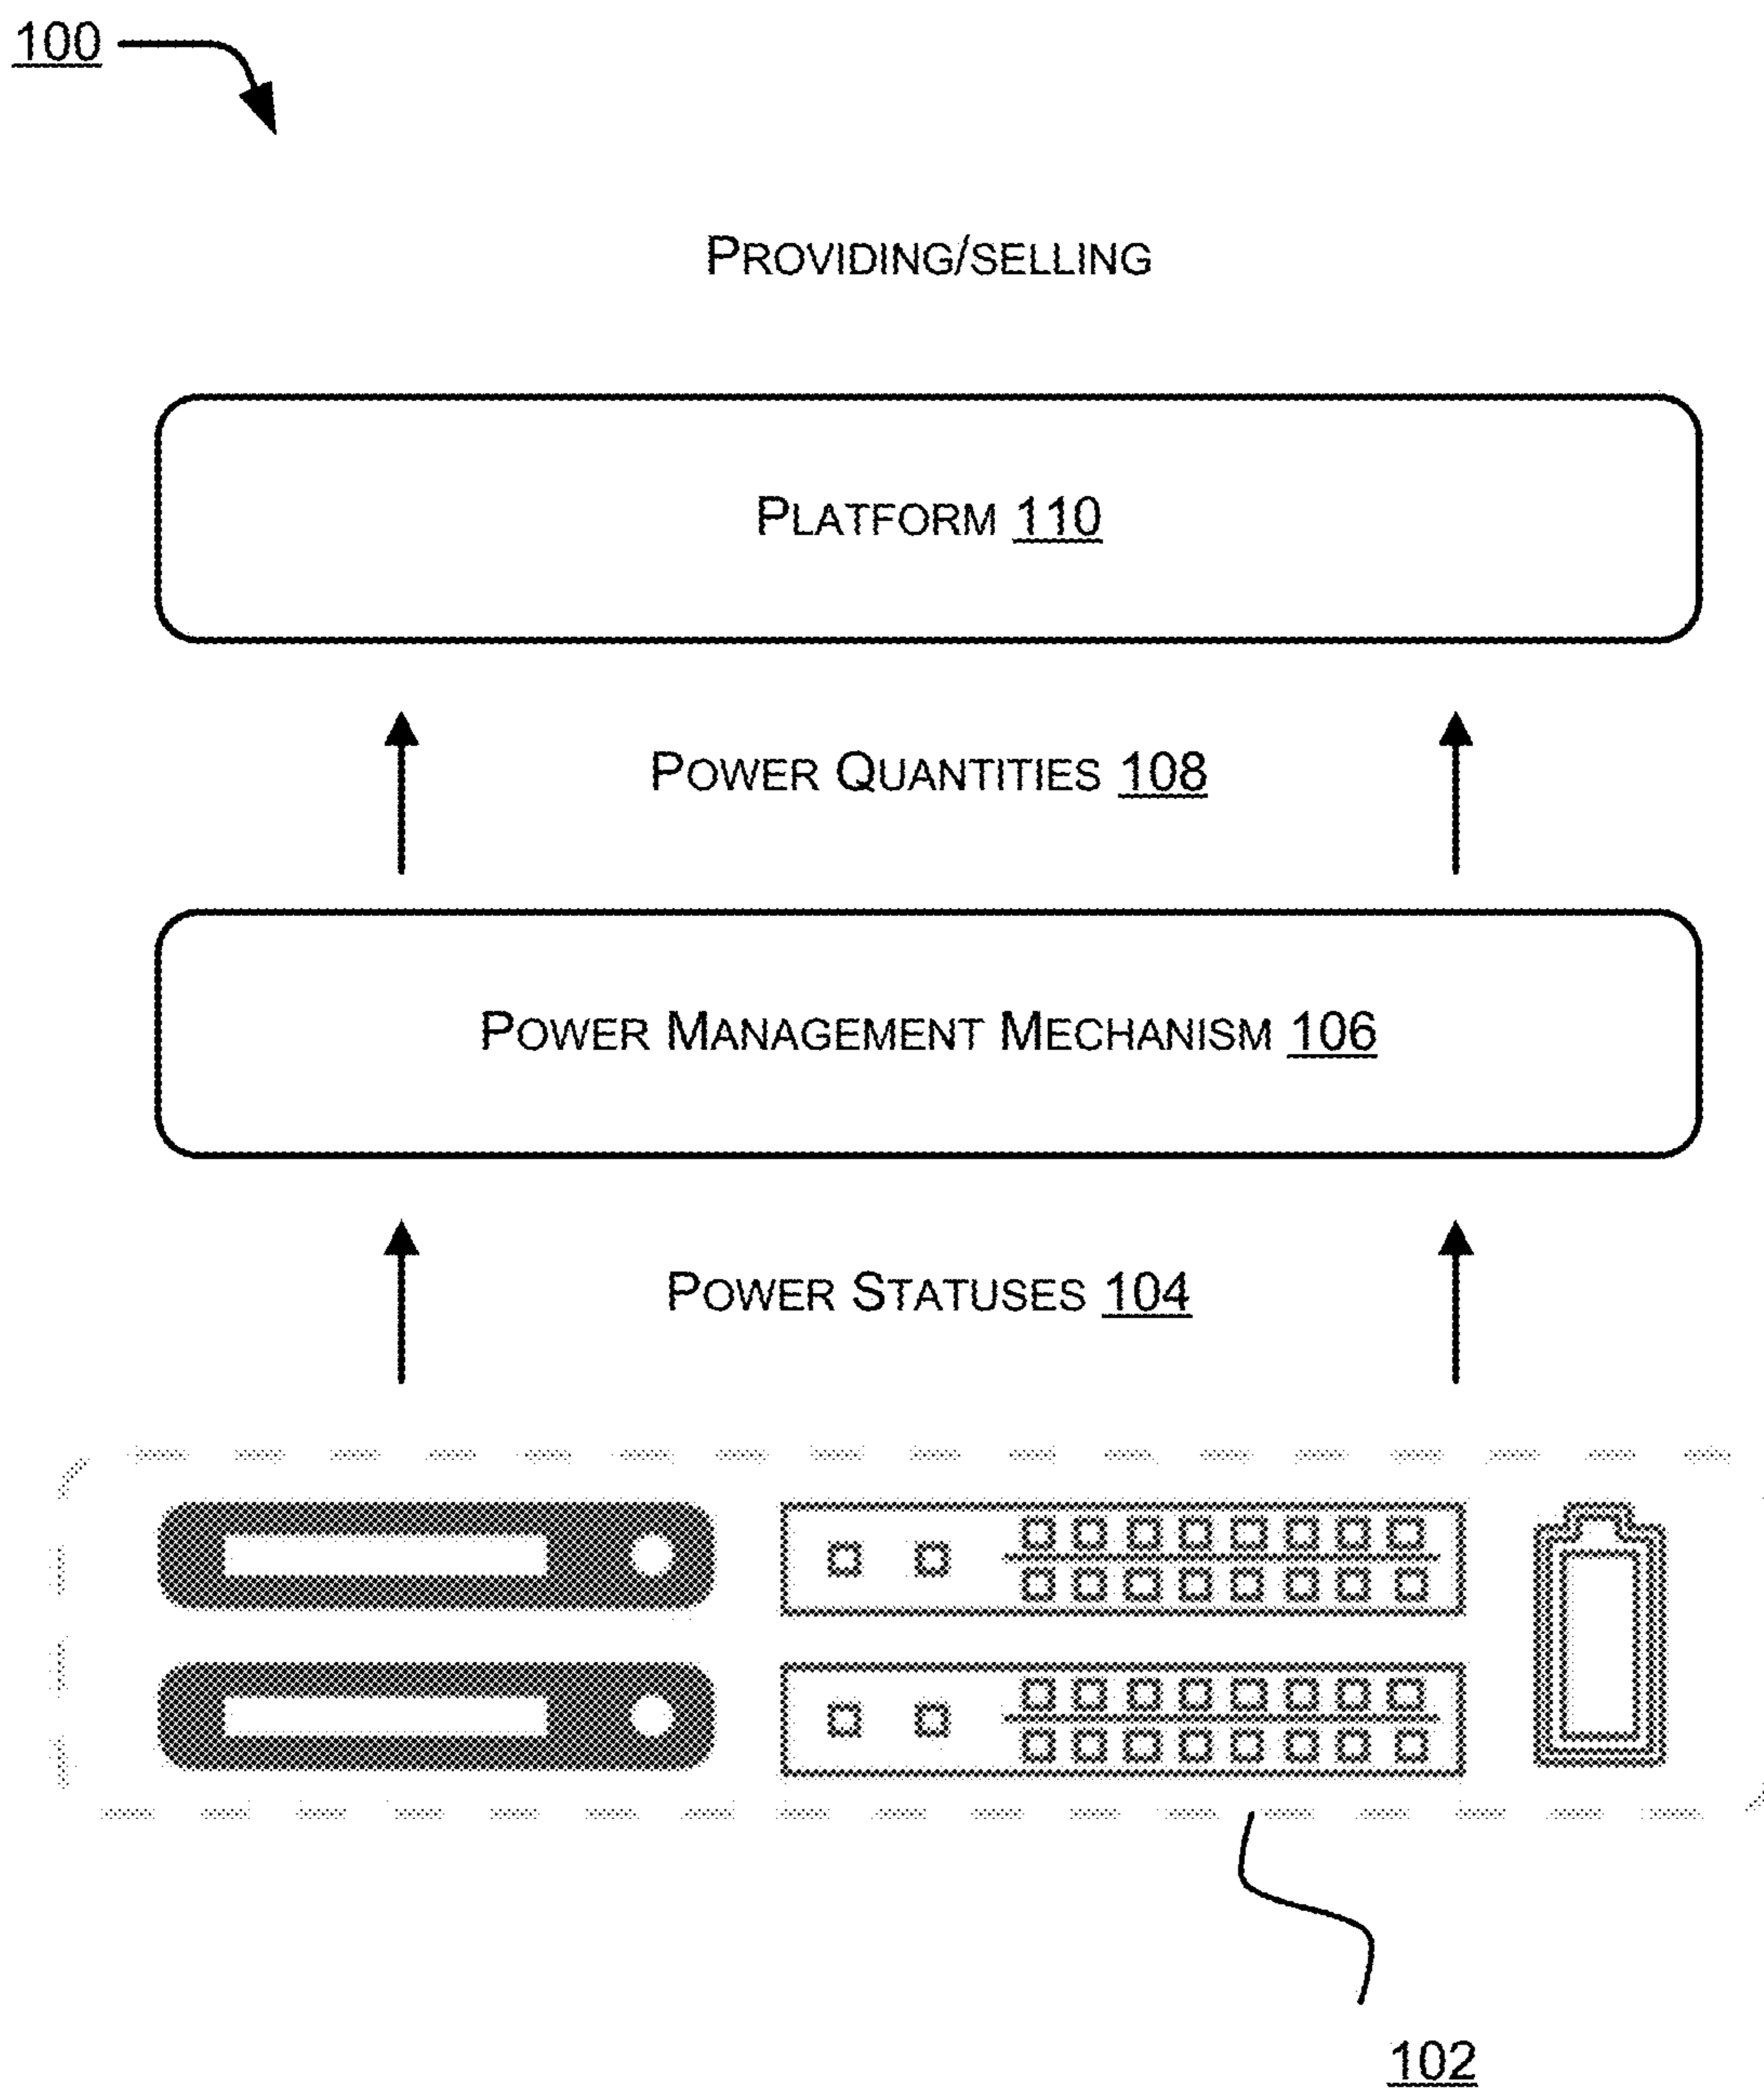 100
PROVIDING/SELLING
PLATFORM 110
POWER QUANTITIES 108
POWER MANAGEMENT MECHANISM 106
POWER STATUSES 104
102